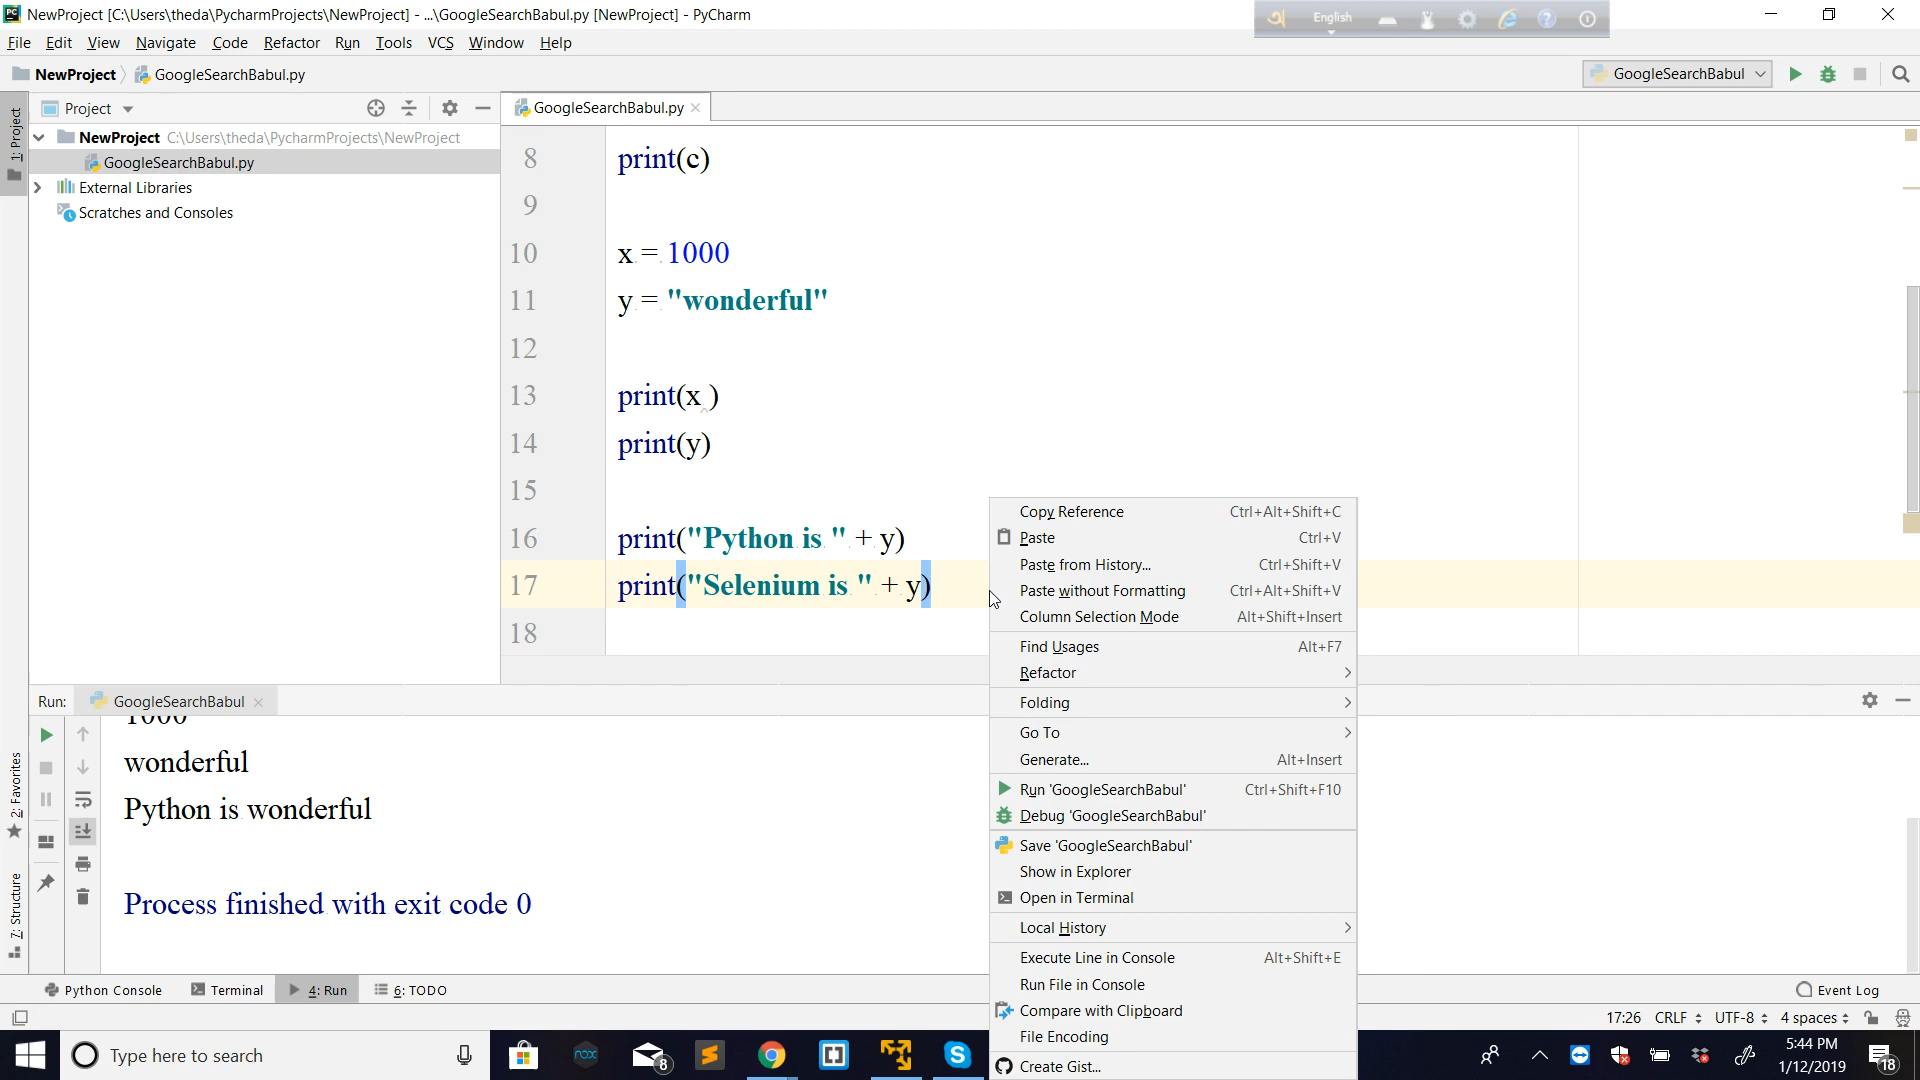 NewProject [C:\Users\theda\PycharmProjects\NewProject] - ...\GoogleSearchBabul.py [NewProject] - PyCharm
English
File Edit View Navigate Code Refactor Run Tools VCS Window Help
NewProject GoogleSearchBabul.py
GoogleSearchBabul
1: Project
Project
GoogleSearchBabul.py
NewProject C:\Users\theda\PycharmProjects\NewProject
GoogleSearchBabul.py
External Libraries
Scratches and Consoles
8 print(c)
9
10 x = 1000
11 y = "wonderful"
12
13 print(x )
14 print(y)
15
16 print("Python is " + y)
17 print("Selenium is " + y)
18
Copy Reference Ctrl+Alt+Shift+C
Paste Ctrl+V
Paste from History... Ctrl+Shift+V
Paste without Formatting Ctrl+Alt+Shift+V
Column Selection Mode Alt+Shift+Insert
Find Usages Alt+F7
Refactor
Folding
Go To
Generate... Alt+Insert
Run 'GoogleSearchBabul' Ctrl+Shift+F10
Debug 'GoogleSearchBabul'
Save 'GoogleSearchBabul'
Show in Explorer
Open in Terminal
Local History
Execute Line in Console Alt+Shift+E
Run File in Console
Compare with Clipboard
File Encoding
Create Gist...
Run: GoogleSearchBabul
1000
wonderful
Python is wonderful
Process finished with exit code 0
2: Favorites
7: Structure
Python Console Terminal 4: Run 6: TODO
Event Log
17:26 CRLF UTF-8 4 spaces
Type here to search
nox
8
5:44 PM
1/12/2019
18